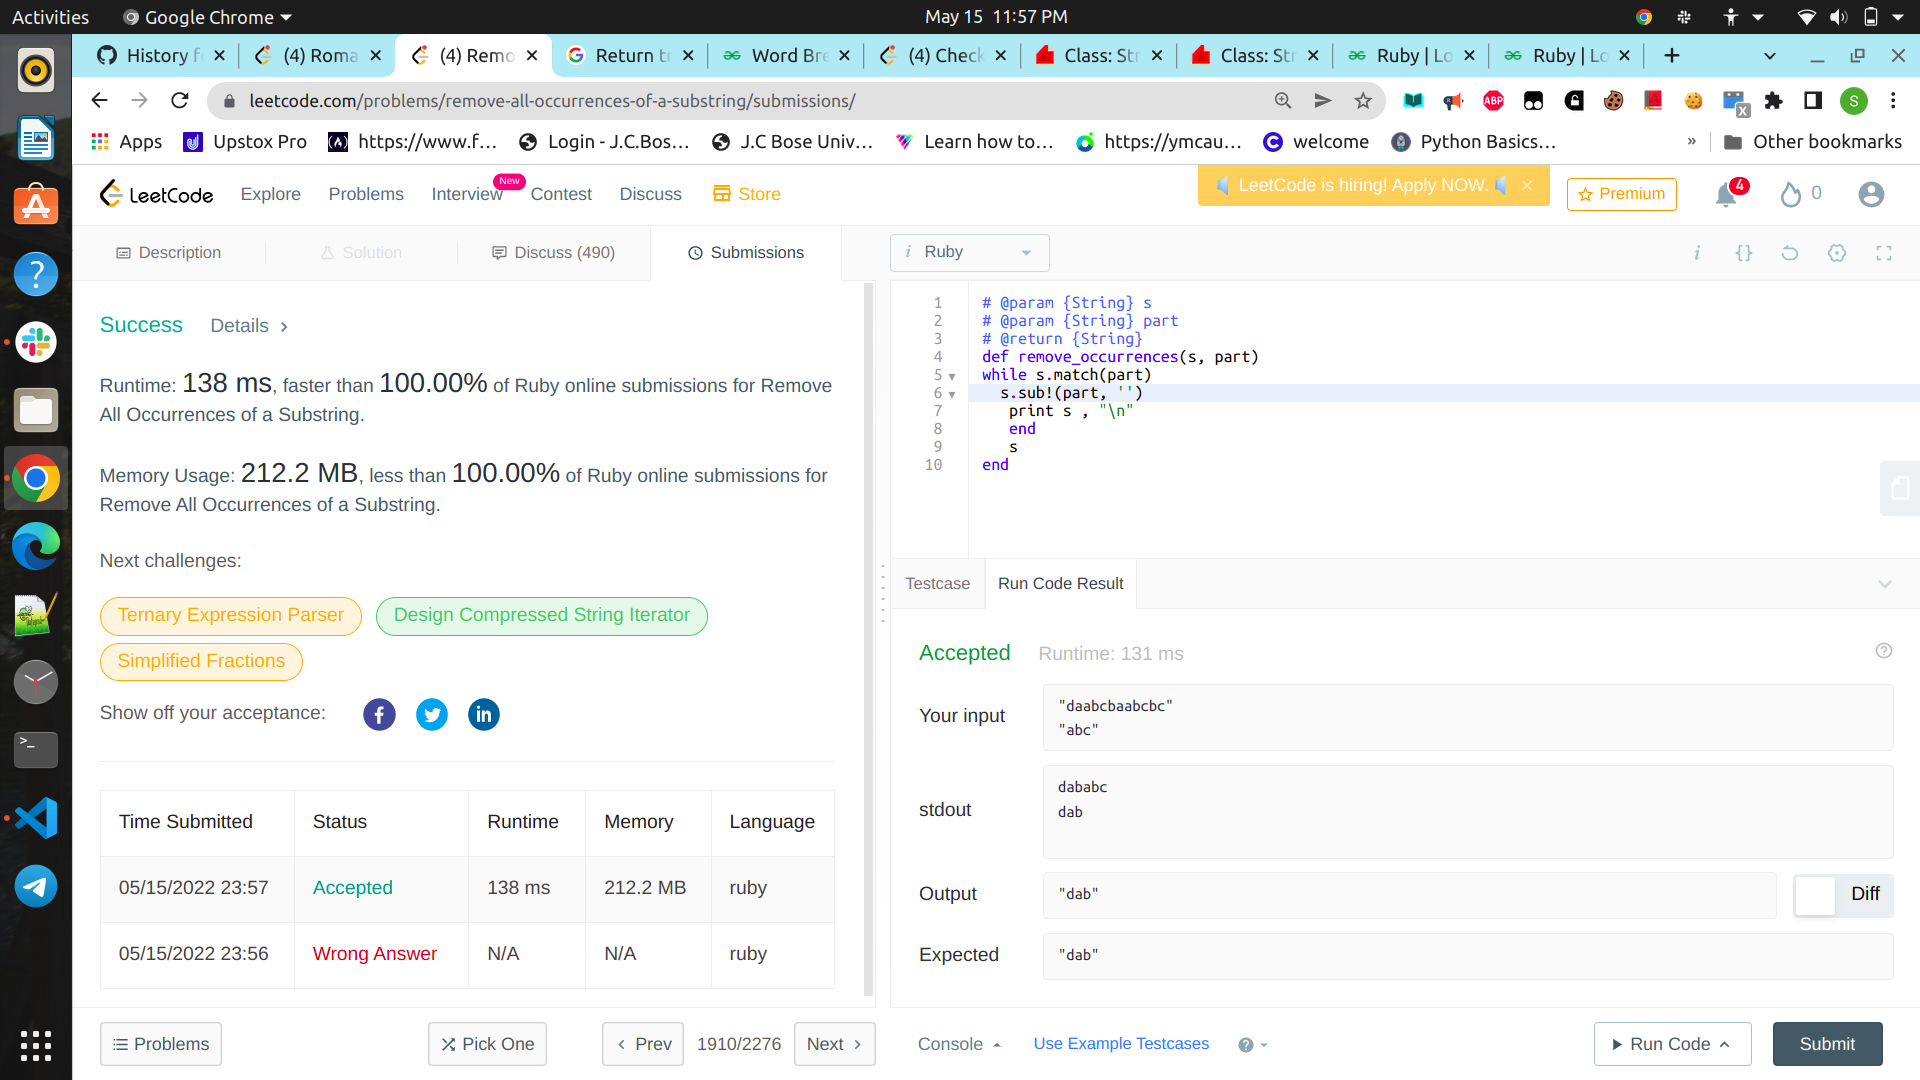 Activities Google Chrome May 15 11:57 PM
History f (4) Roma (4) Remo Return tr Word Bre (4) Check Class: Str Class: Str Ruby | Lo Ruby | Lo
leetcode.com/problems/remove-all-occurrences-of-a-substring/submissions/ ABP X S
Apps Upstox Pro https://www.f... Login - J.C.Bos... J.C Bose Univ... Learn how to... https://ymcau... welcome Python Basics... » Other bookmarks
LeetCode Explore Problems Interview New Contest Discuss Store LeetCode is hiring! Apply NOW. × Premium 4 0
Description Solution Discuss (490) Submissions
i Ruby i {}
Success Details >
Runtime: 138 ms, faster than 100.00% of Ruby online submissions for Remove
All Occurrences of a Substring.
Memory Usage: 212.2 MB, less than 100.00% of Ruby online submissions for
Remove All Occurrences of a Substring.
Next challenges:
Ternary Expression Parser Design Compressed String Iterator
Simplified Fractions
Show off your acceptance: f in
Time Submitted Status Runtime Memory Language
05/15/2022 23:57 Accepted 138 ms 212.2 MB ruby
05/15/2022 23:56 Wrong Answer N/A N/A ruby
1 # @param {String} s
2 # @param {String} part
3 # @return {String}
4 def remove_occurrences(s, part)
5 while s.match(part)
6 s.sub!(part, '')
7 print s , "\n"
8 end
9 s
10 end
Testcase Run Code Result
Accepted Runtime: 131 ms ?
Your input "daabcbaabcbc"
"abc"
stdout dababc
dab
Output "dab" Diff
Expected "dab"
Problems Pick One Prev 1910/2276 Next Console Use Example Testcases ? Run Code Submit